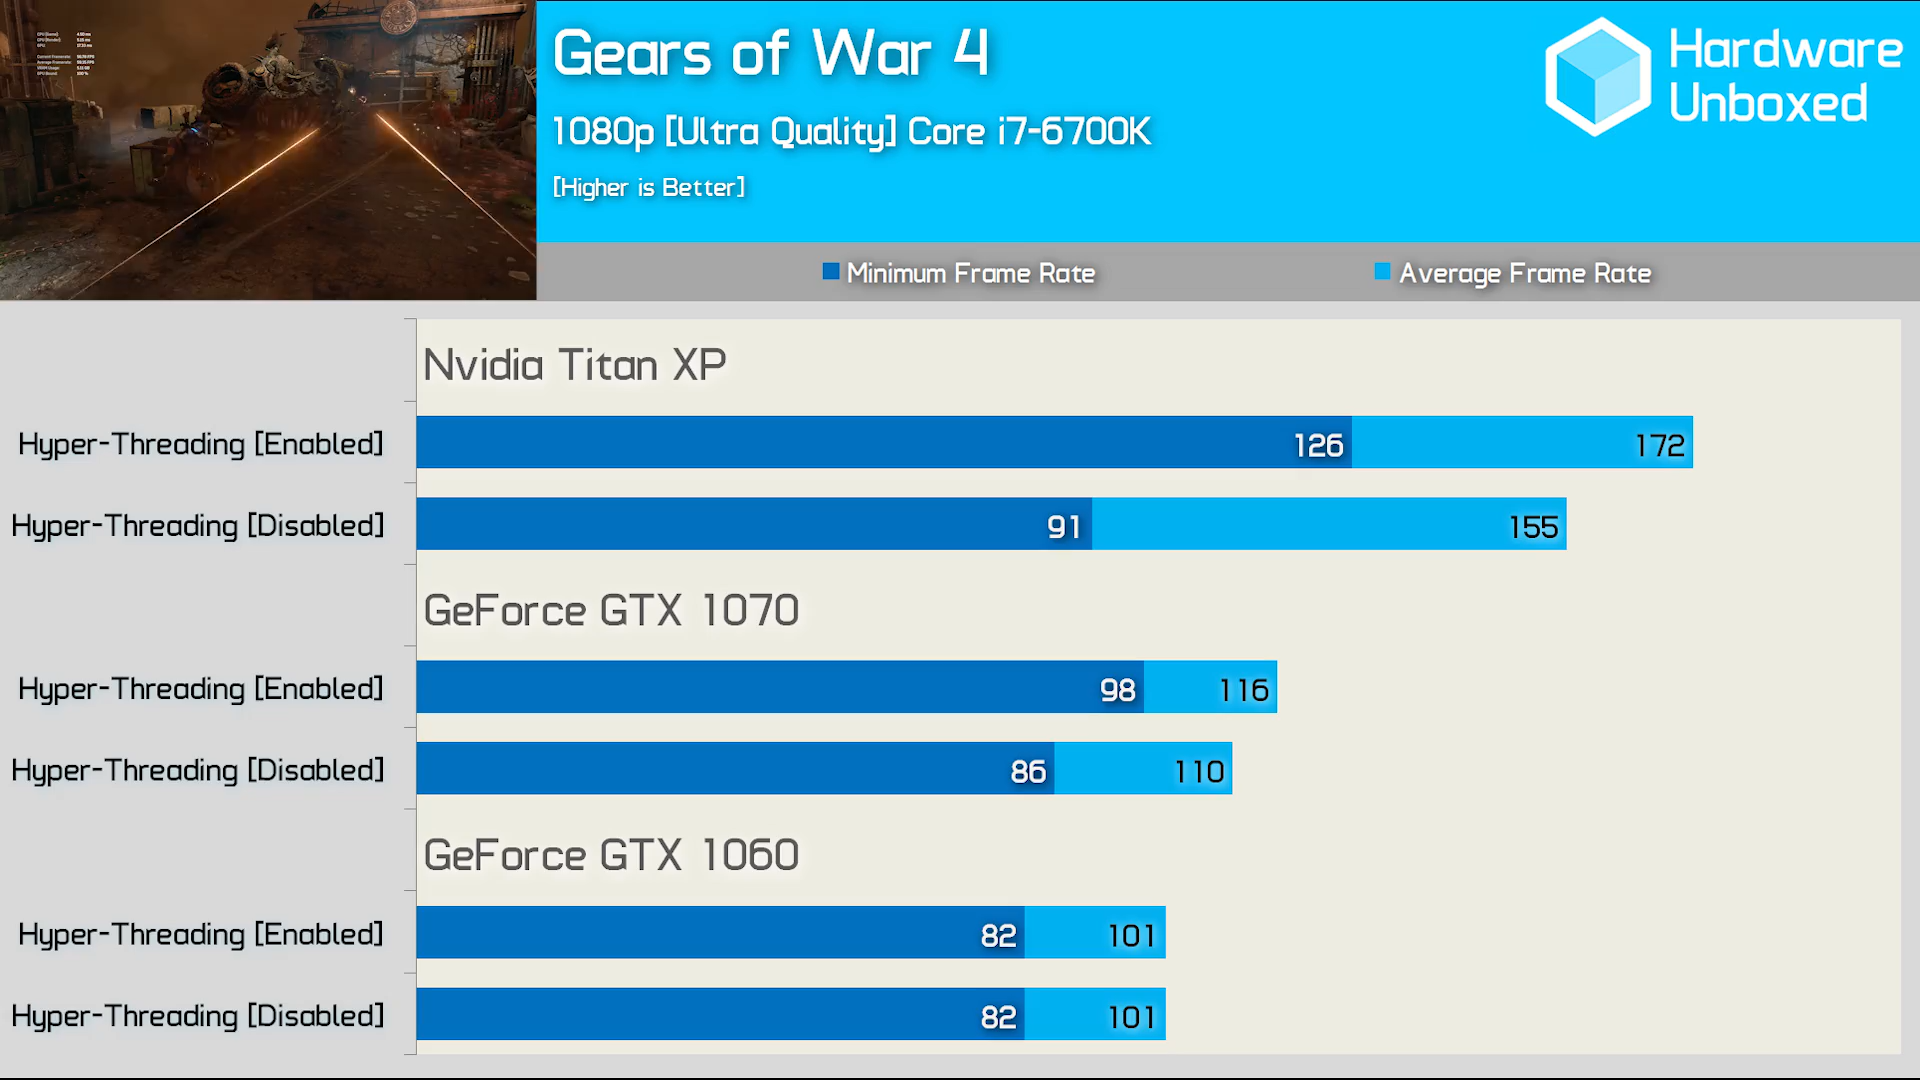 Gears of War 4
1080p [Ultra Quality] Core i7-6700K
[Higher is Better]
Hardware
Unboxed
Minimum Frame Rate
Average Frame Rate
Nvidia Titan XP
Hyper-Threading [Enabled]
126
172
Hyper-Threading [Disabled]
91
155
GeForce GTX 1070
Hyper-Threading [Enabled]
98
116
Hyper-Threading [Disabled]
86
110
GeForce GTX 1060
Hyper-Threading [Enabled]
82
101
Hyper-Threading [Disabled]
82
101